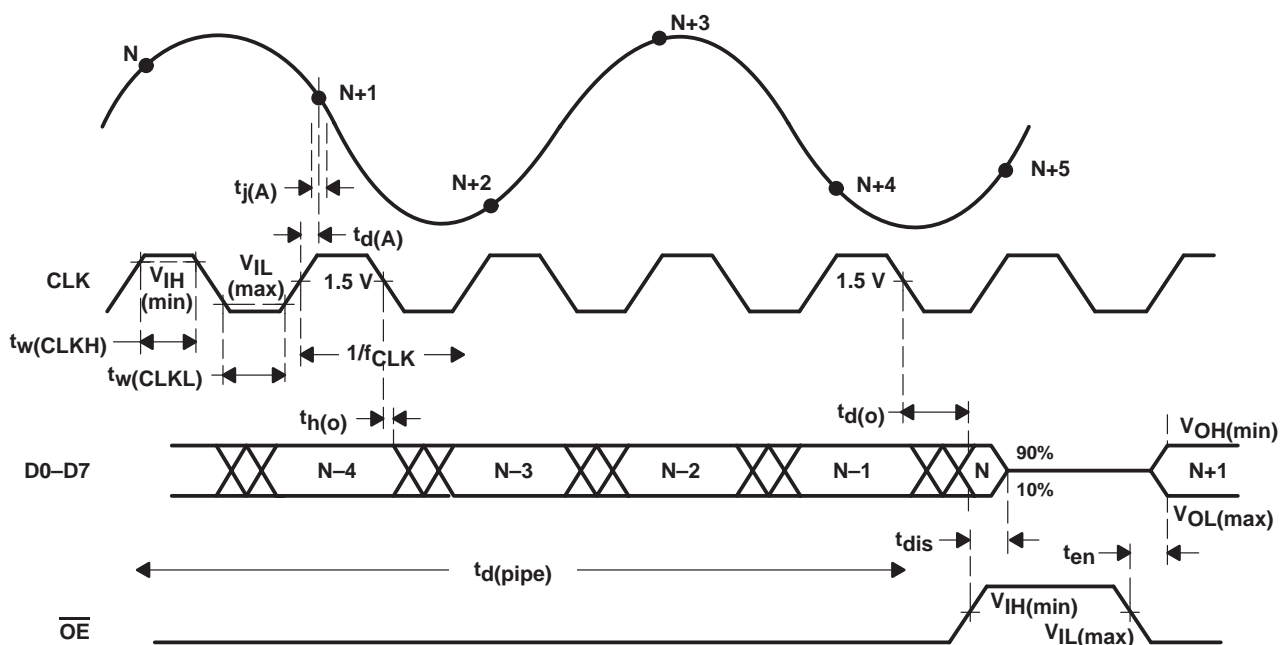 N
N+1
N+2
N+3
N+4
N+5
tj(A)
td(A)
CLK
VIH
(min)
VIL
(max)
1.5 V
1.5 V
tw(CLKH)
tw(CLKL)
1/fCLK
th(o)
td(o)
D0–D7
N–4
N–3
N–2
N–1
N
90%
10%
VOH(min)
N+1
VOL(max)
tdis
ten
td(pipe)
OE
VIH(min)
VIL(max)